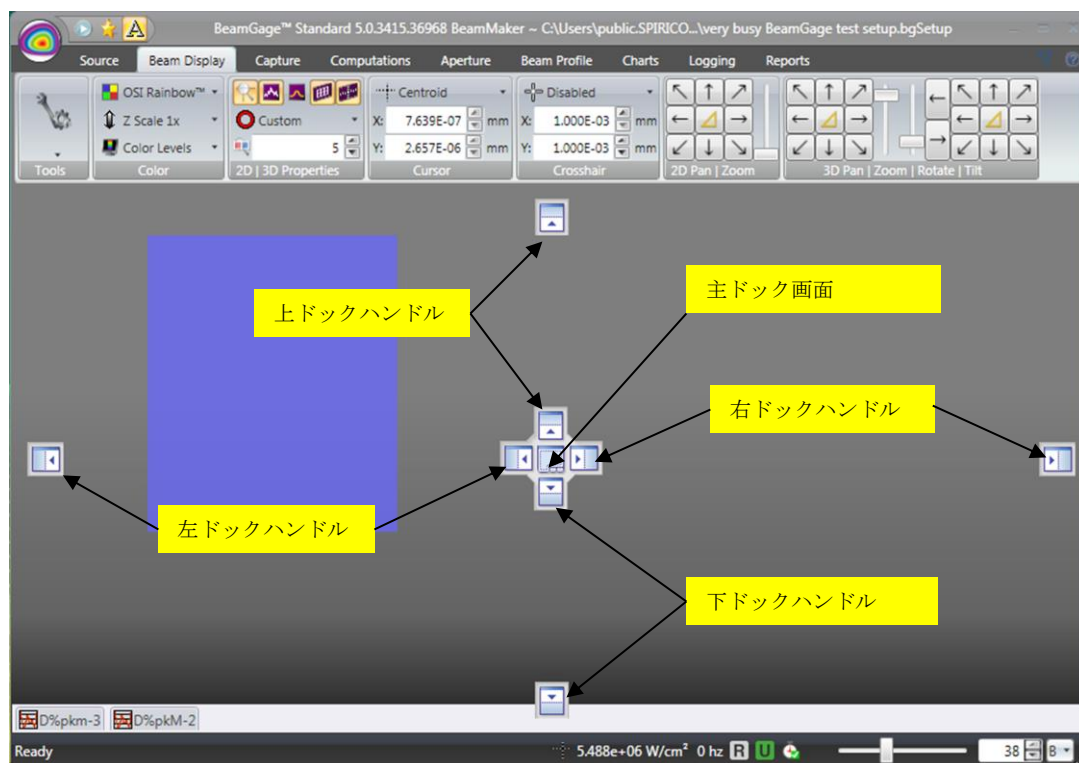 BeamGage™ Standard 5.0.3415.36968 BeamMaker ~ C:\Users\public.SPIRICO...\very busy BeamGage test setup.bgSetup
Source Beam Display Capture Computations Aperture Beam Profile Charts Logging Reports
OSI Rainbow™ Centroid Disabled
Z Scale 1x Custom X: 7.639E-07 mm X: 1.000E-03 mm
Color Levels 5 Y: 2.657E-06 mm Y: 1.000E-03 mm
Tools Color 2D | 3D Properties Cursor Crosshair 2D Pan | Zoom 3D Pan | Zoom | Rotate | Tilt
主ドック画面
上ドックハンドル
右ドックハンドル
左ドックハンドル
下ドックハンドル
D%pkm-3 D%pkM-2
Ready 5.488e+06 W/cm² 0 hz R U 38 B